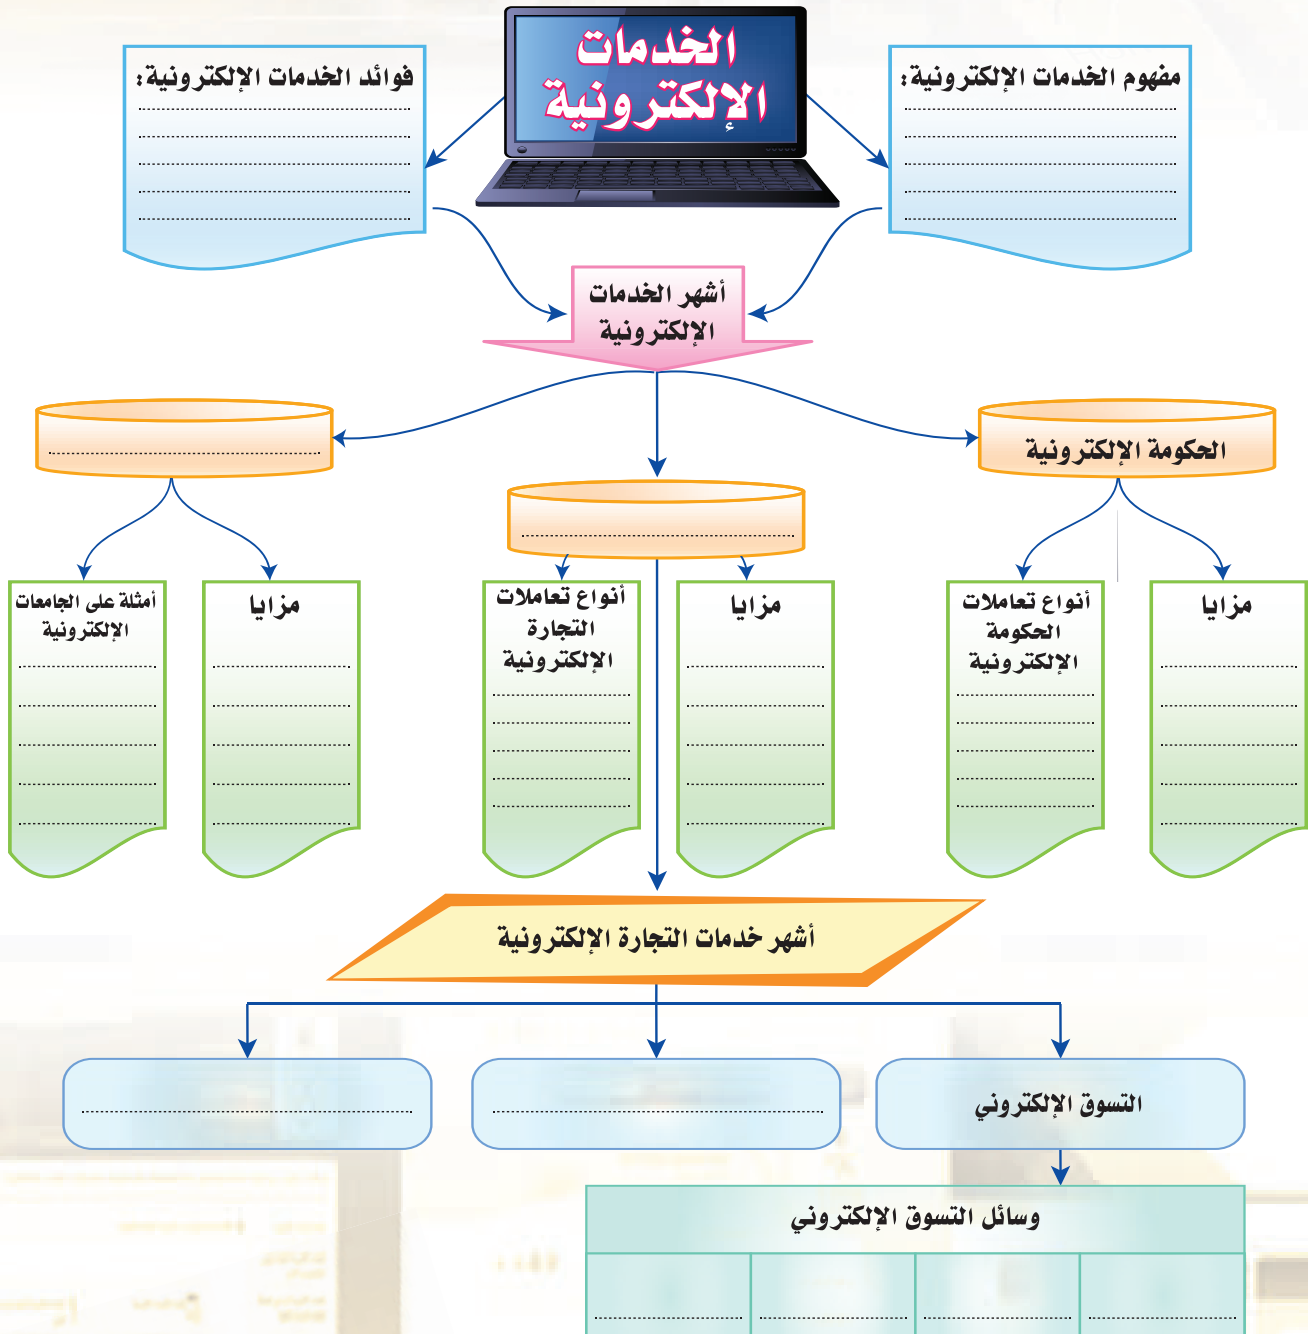 الخدمات
الإلكترونية
مفهوم الخدمات الإلكترونية:
فوائد الخدمات الإلكترونية:
أشهر الخدمات
الإلكترونية
الحكومة الإلكترونية
مزايا
أنواع تعاملات
الحكومة
الإلكترونية
مزايا
أنواع تعاملات
التجارة
الإلكترونية
مزايا
أمثلة على الجامعات
الإلكترونية
أشهر خدمات التجارة الإلكترونية
التسوق الإلكتروني
وسائل التسوق الإلكتروني